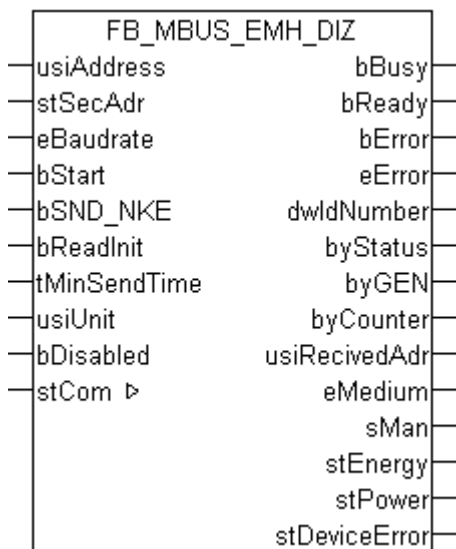 FB_MBUS_EMH_DIZ
usiAddress bBusy
stSecAdr bReady
eBaudrate bError
bStart eError
bSND_NKE dwIdNumber
bReadInit byStatus
tMinSendTime byGEN
usiUnit byCounter
bDisabled usiRecivedAdr
stCom ▷ eMedium
sMan
stEnergy
stPower
stDeviceError